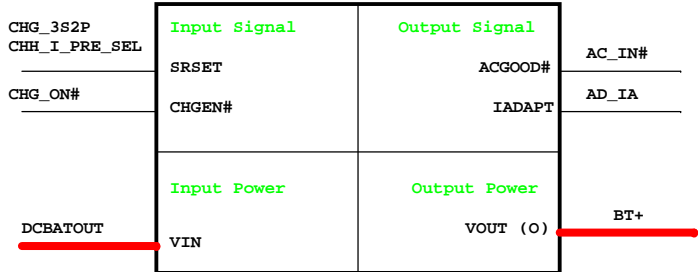 CHG_3S2P
CHH_I_PRE_SEL
Input Signal
Output Signal
SRSET
ACGOOD#
AC_IN#
CHG_ON#
CHGEN#
IADAPT
AD_IA
Input Power
Output Power
DCBATOUT
VIN
VOUT (O)
BT+